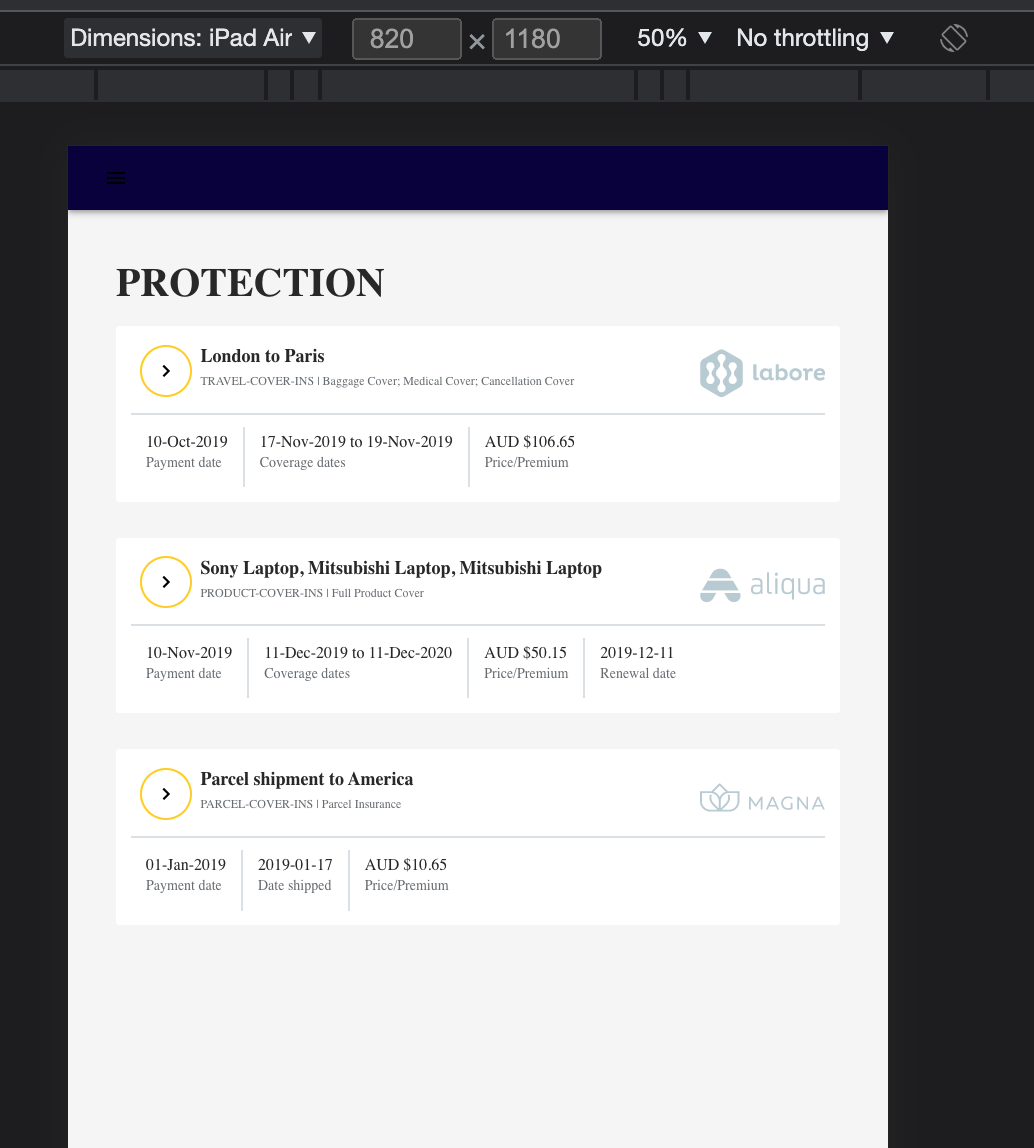 Dimensions: iPad Air ▼ 820 × 1180 50% ▼ No throttling ▼
PROTECTION
London to Paris
TRAVEL-COVER-INS | Baggage Cover; Medical Cover; Cancellation Cover
labore
10-Oct-2019 17-Nov-2019 to 19-Nov-2019 AUD $106.65
Payment date Coverage dates Price/Premium
Sony Laptop, Mitsubishi Laptop, Mitsubishi Laptop
PRODUCT-COVER-INS | Full Product Cover
aliqua
10-Nov-2019 11-Dec-2019 to 11-Dec-2020 AUD $50.15 2019-12-11
Payment date Coverage dates Price/Premium Renewal date
Parcel shipment to America
PARCEL-COVER-INS | Parcel Insurance
MAGNA
01-Jan-2019 2019-01-17 AUD $10.65
Payment date Date shipped Price/Premium